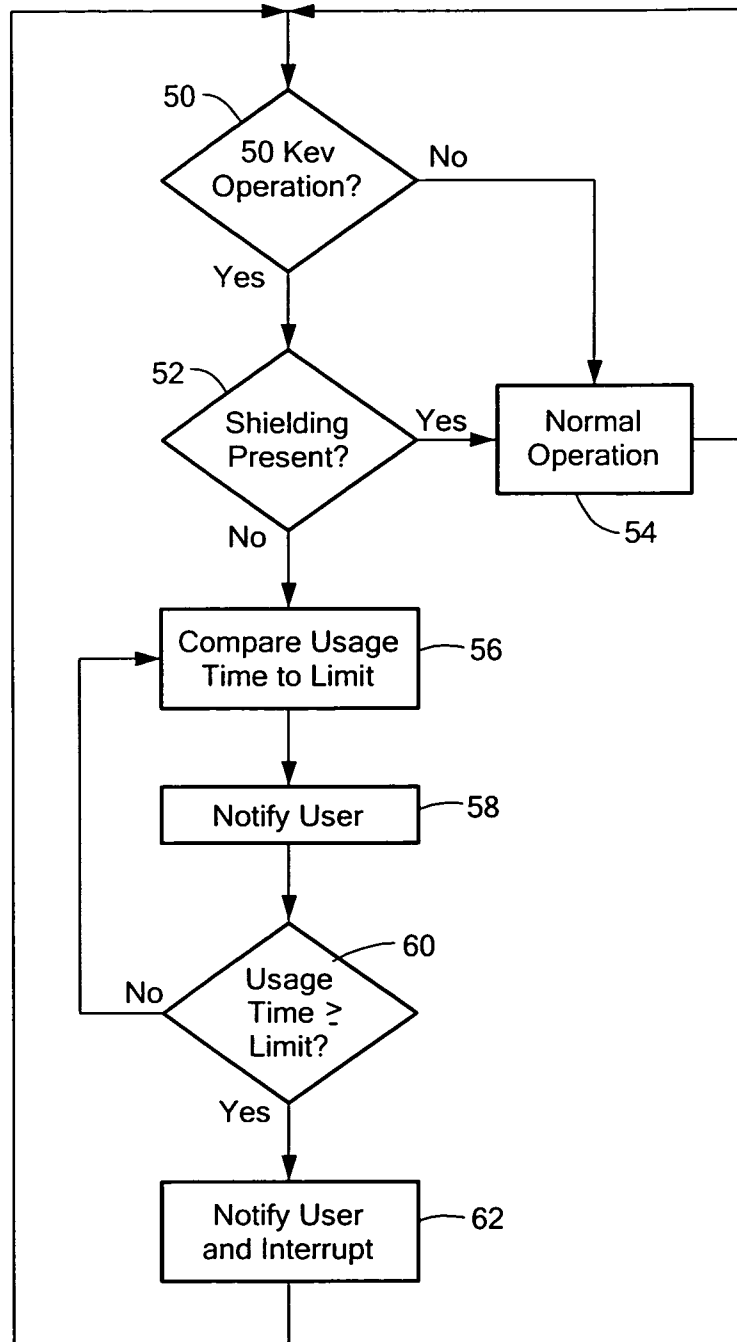 50
50 Kev
Operation?
No
Yes
52
Shielding
Present?
Yes
Normal
Operation
54
No
Compare Usage
Time to Limit
56
Notify User
58
60
Usage
Time ≥
Limit?
No
Yes
Notify User
and Interrupt
62